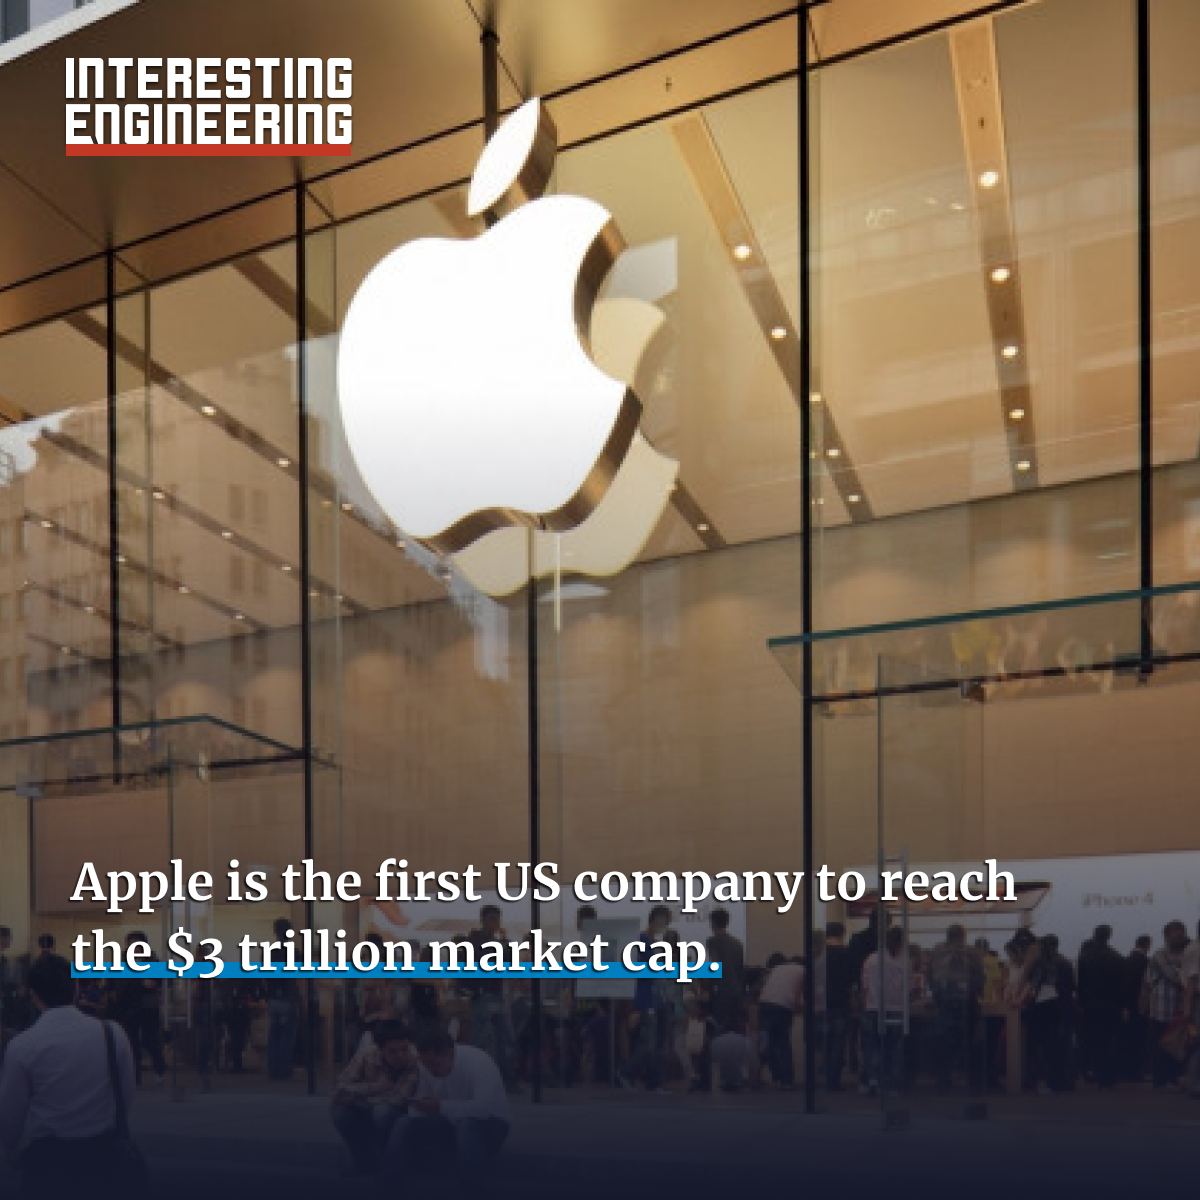 INTERESTING
ENGINEERING
Apple is the first US company to reach
the $3 trillion market cap.
iPhone 4